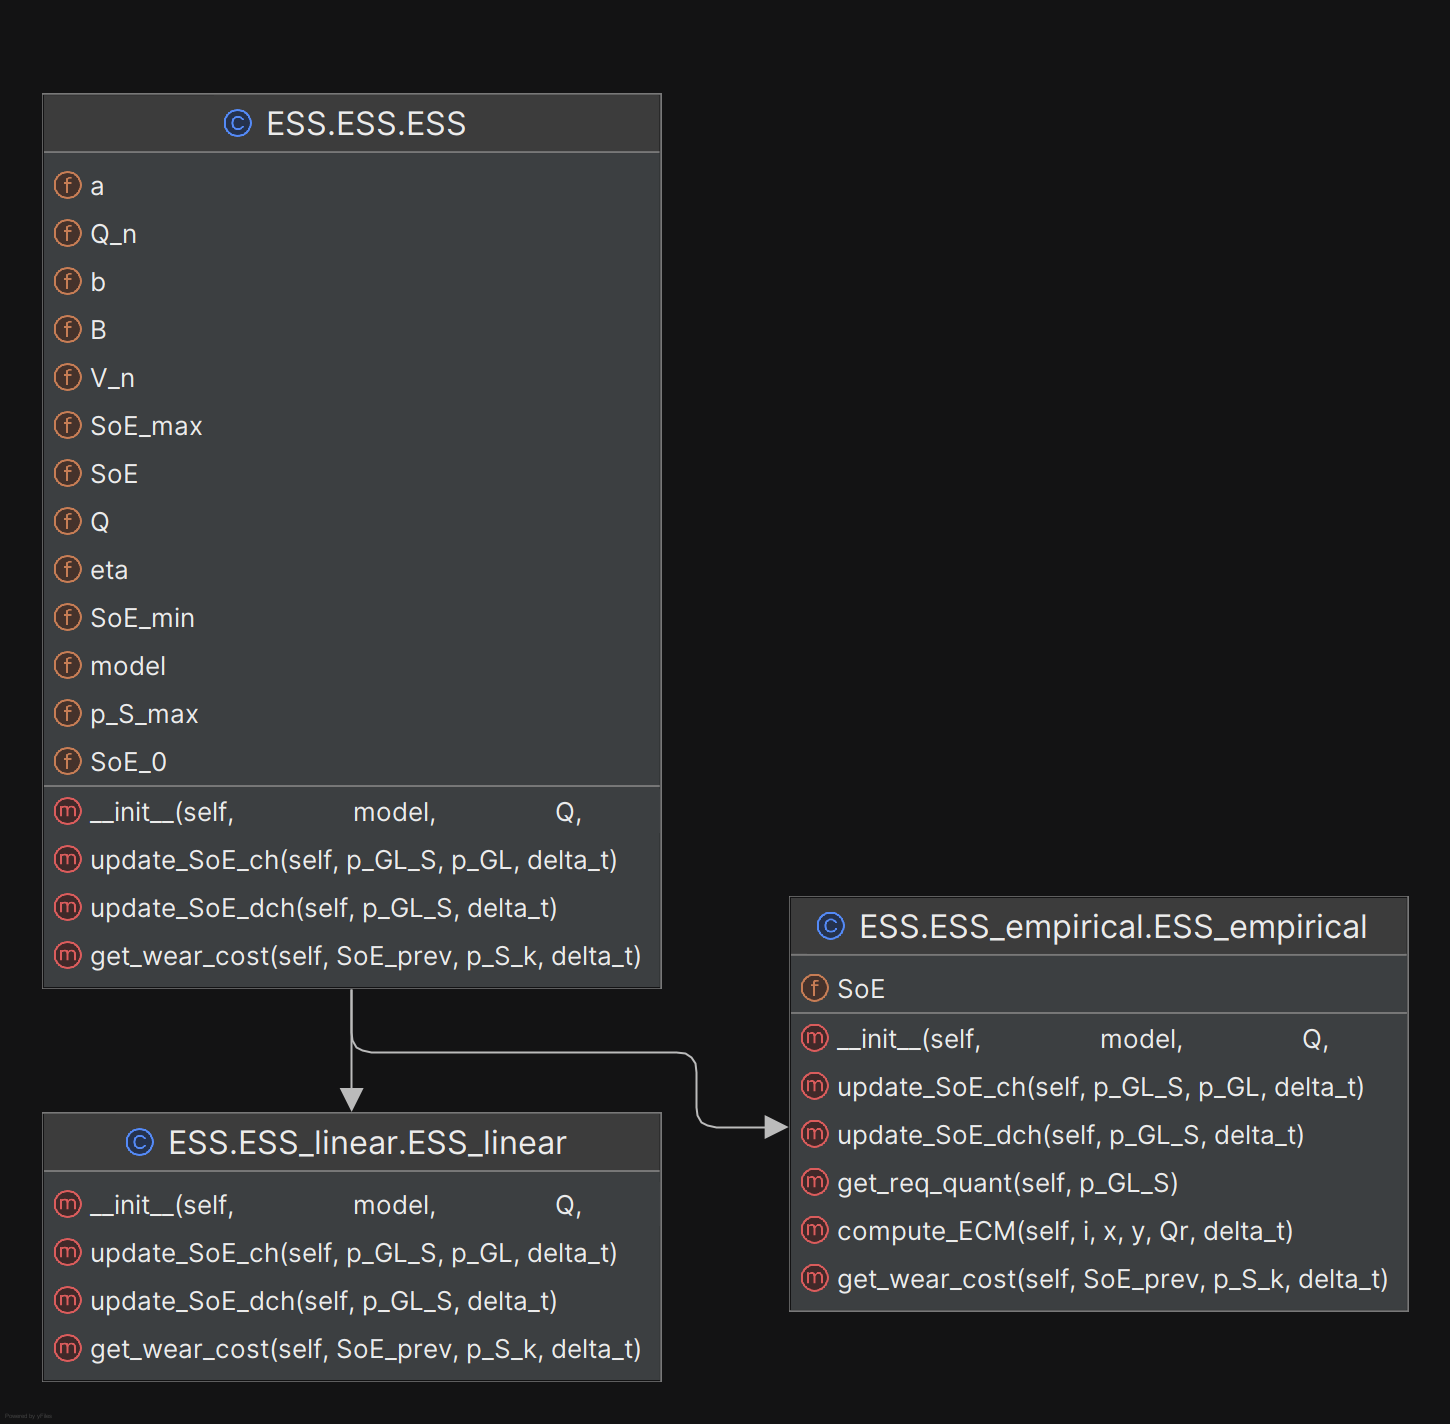 ESS.ESS.ESS
a
Q_n
b
B
V_n
SoE_max
SoE
Q
eta
SoE_min
model
p_S_max
SoE_0
__init__(self, model, Q,
update_SoE_ch(self, p_GL_S, p_GL, delta_t)
update_SoE_dch(self, p_GL_S, delta_t)
get_wear_cost(self, SoE_prev, p_S_k, delta_t)
ESS.ESS_linear.ESS_linear
__init__(self, model, Q,
update_SoE_ch(self, p_GL_S, p_GL, delta_t)
update_SoE_dch(self, p_GL_S, delta_t)
get_wear_cost(self, SoE_prev, p_S_k, delta_t)
ESS.ESS_empirical.ESS_empirical
SoE
__init__(self, model, Q,
update_SoE_ch(self, p_GL_S, p_GL, delta_t)
update_SoE_dch(self, p_GL_S, delta_t)
get_req_quant(self, p_GL_S)
compute_ECM(self, i, x, y, Qr, delta_t)
get_wear_cost(self, SoE_prev, p_S_k, delta_t)
Powered by yFiles